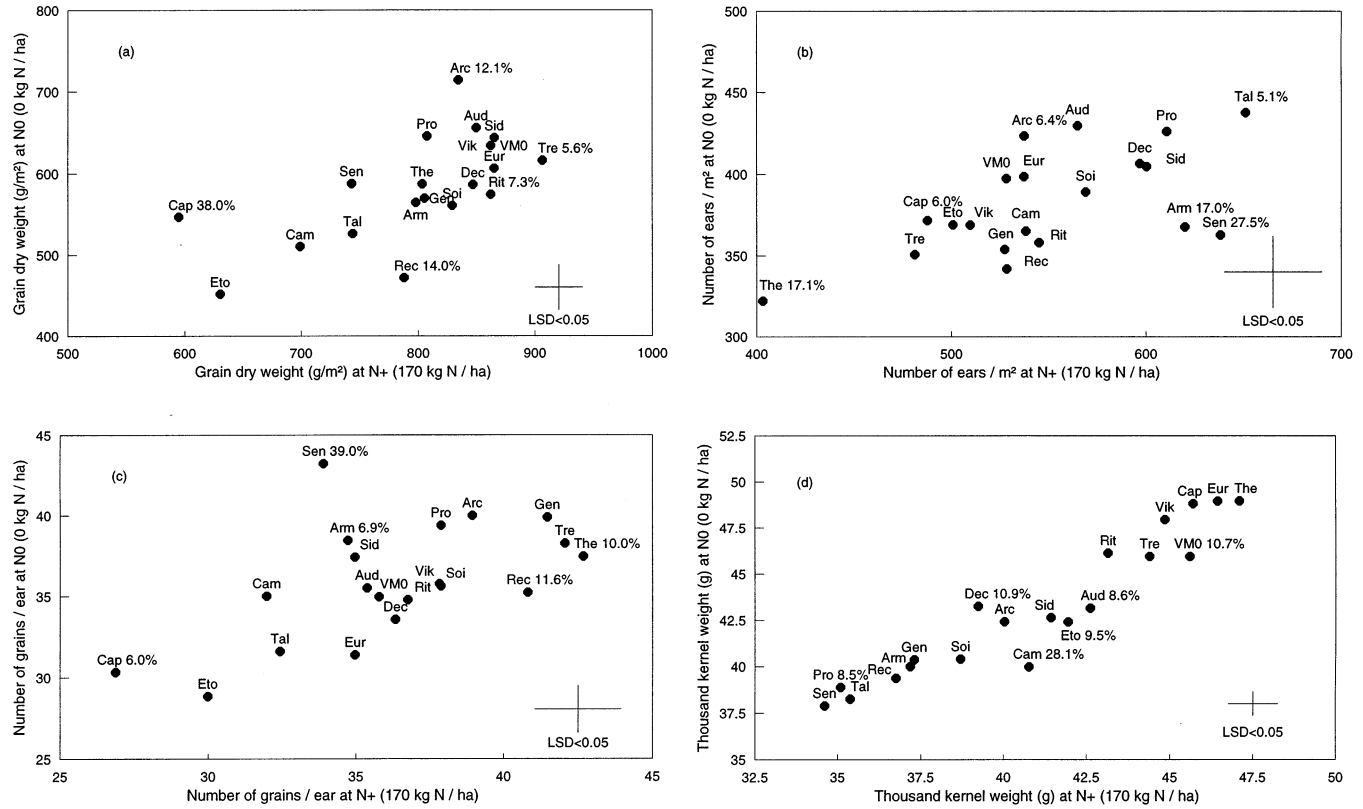 800
700
600
500
400
500
600
700
800
900
1000
Grain dry weight (g/m²) at N0 (0 kg N / ha)
Grain dry weight (g/m²) at N+ (170 kg N / ha)
(a)
Arc 12.1%
Aud
Pro
Sid
Vik
VM0
Tre 5.6%
Eur
Sen
The
Dec
Rit 7.3%
Soi
Gen
Arm
Cap 38.0%
Tal
Cam
Rec 14.0%
Eto
LSD<0.05
500
450
400
350
300
400
500
600
700
Number of ears / m² at N0 (0 kg N / ha)
Number of ears / m² at N+ (170 kg N / ha)
(b)
Tal 5.1%
Aud
Pro
Arc 6.4%
Dec
Sid
VM0
Eur
Soi
Cap 6.0%
Eto
Vik
Cam
Arm 17.0%
Sen 27.5%
Tre
Gen
Rit
Rec
The 17.1%
LSD<0.05
45
40
35
30
25
25
30
35
40
45
Number of grains / ear at N0 (0 kg N / ha)
Number of grains / ear at N+ (170 kg N / ha)
(c)
Sen 39.0%
Pro
Arc
Gen
Arm 6.9%
Sid
Tre
The 10.0%
Cam
Aud
VM0
Vik
Rit
Soi
Rec 11.6%
Dec
Tal
Eur
Cap 6.0%
Eto
LSD<0.05
52.5
50
47.5
45
42.5
40
37.5
35
32.5
35
37.5
40
42.5
45
47.5
50
Thousand kernel weight (g) at N0 (0 kg N / ha)
Thousand kernel weight (g) at N+ (170 kg N / ha)
(d)
Cap
Eur
The
Vik
Rit
Tre
VM0 10.7%
Dec 10.9%
Arc
Sid
Aud 8.6%
Eto 9.5%
Cam 28.1%
Gen
Arm
Soi
Rec
Pro 8.5%
Sen
Tal
LSD<0.05